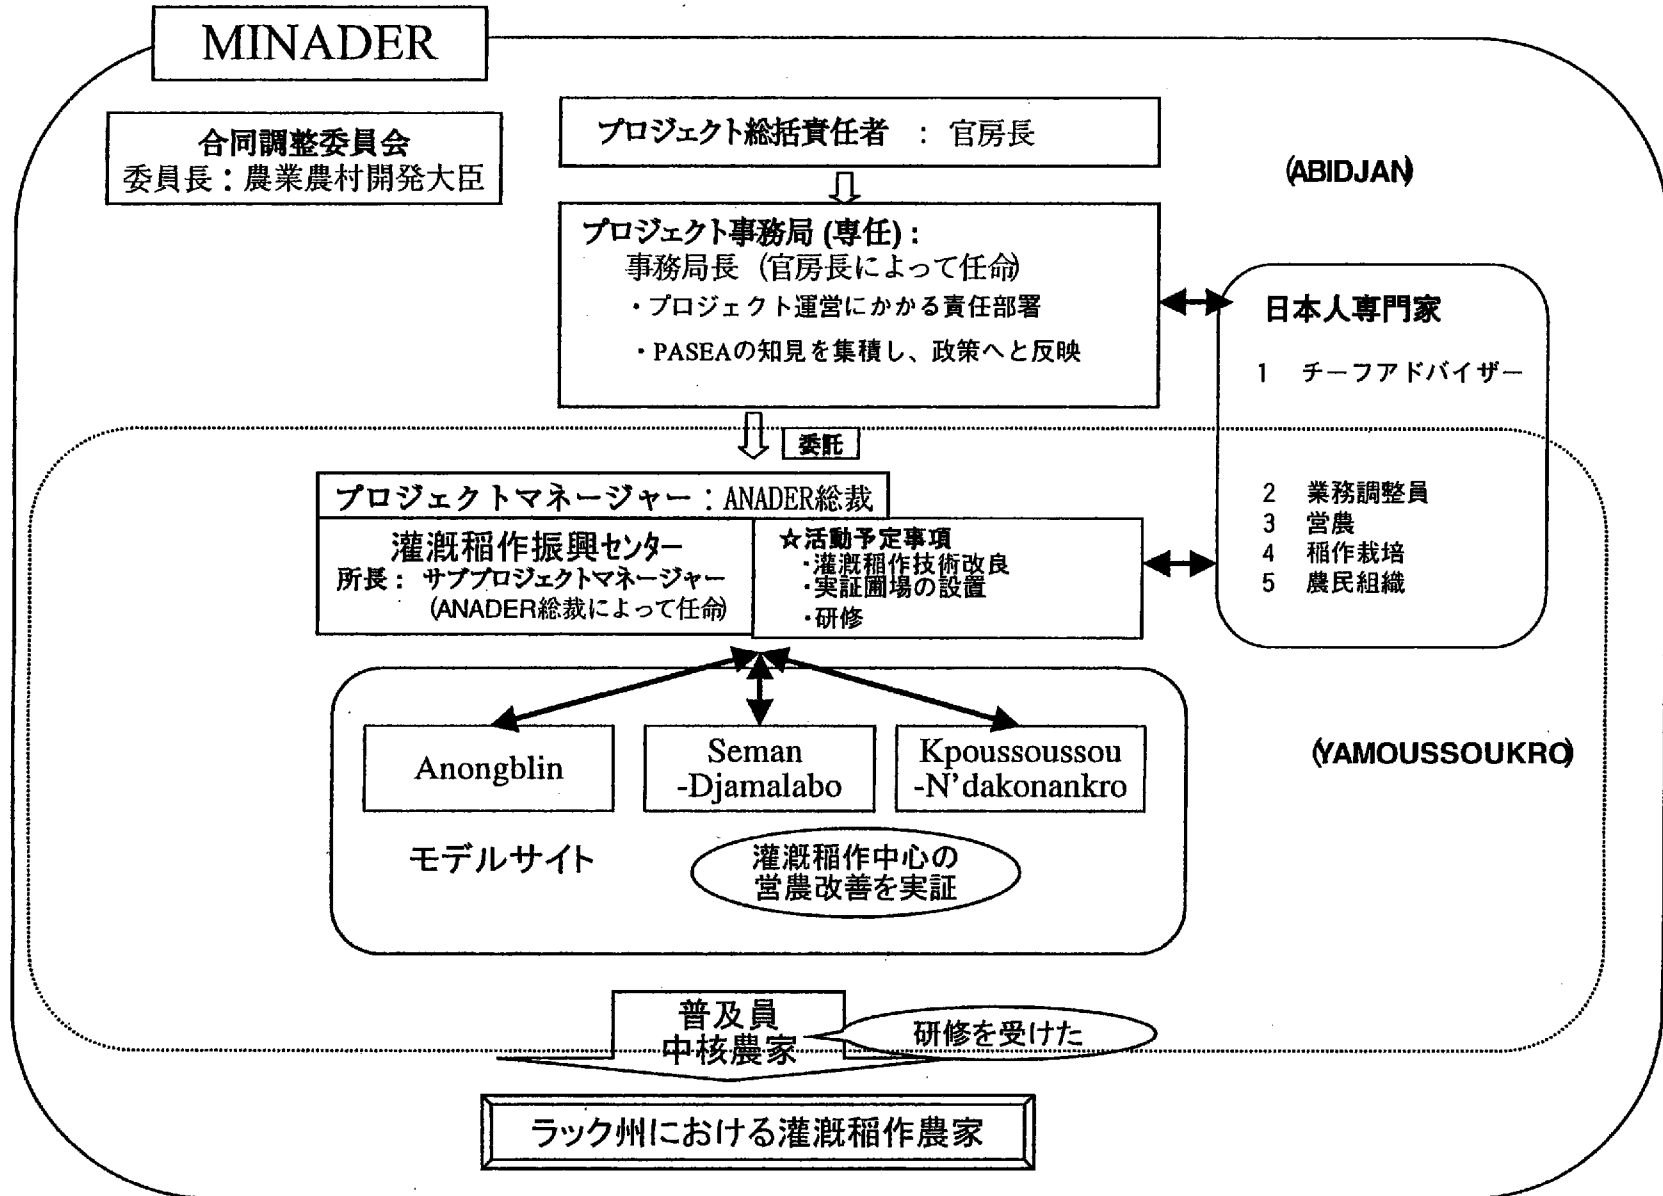 MINADER
合同調整委員会
委員長：農業農村開発大臣
プロジェクト総括責任者 ： 官房長
(ABIDJAN)
プロジェクト事務局 (専任)：
事務局長 (官房長によって任命)
・プロジェクト運営にかかる責任部署
・PASEAの知見を集積し、政策へと反映
日本人専門家
1 チーフアドバイザー
2 業務調整員
3 営農
4 稲作栽培
5 農民組織
委託
プロジェクトマネージャー：ANADER総裁
灌漑稲作振興センター
所長： サブプロジェクトマネージャー
(ANADER総裁によって任命)
☆活動予定事項
・灌漑稲作技術改良
・実証圃場の設置
・研修
Anongblin
Seman
-Djamalabo
Kpoussoussou
-N'dakonankro
(YAMOUSSOUKRO)
モデルサイト
灌漑稲作中心の
営農改善を実証
普及員
中核農家
研修を受けた
ラック州における灌漑稲作農家